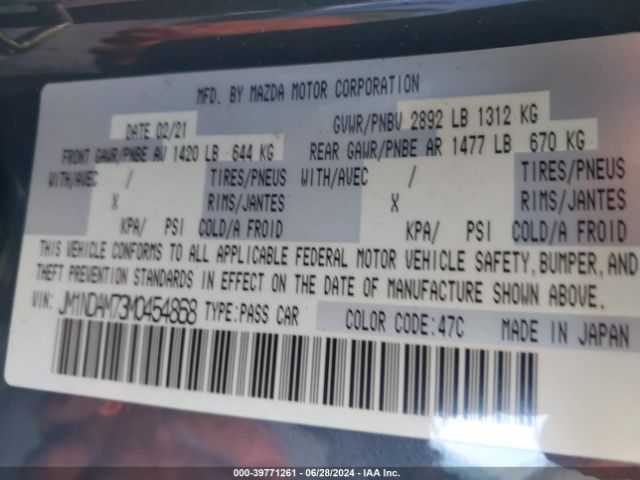 MFD. BY MAZDA MOTOR CORPORATION
DATE 02/21 GVWR/PNBV 2892 LB 1312 KG
FRONT GAWR/PNBE AV 1420 LB 644 KG REAR GAWR/PNBE AR 1477 LB 670 KG
WITH/AVEC / TIRES/PNEUS WITH/AVEC / TIRES/PNEUS
X RIMS/JANTES X RIMS/JANTES
KPA/ PSI COLD/A FROID KPA/ PSI COLD/A FROID
THIS VEHICLE CONFORMS TO ALL APPLICABLE FEDERAL MOTOR VEHICLE SAFETY, BUMPER, AND
THEFT PREVENTION STANDARDS IN EFFECT ON THE DATE OF MANUFACTURE SHOWN ABOVE.
VIN: JM1NDAM73M0454868 TYPE:PASS CAR COLOR CODE:47C MADE IN JAPAN
000-39771261 | 06/28/2024 | IAA Inc.